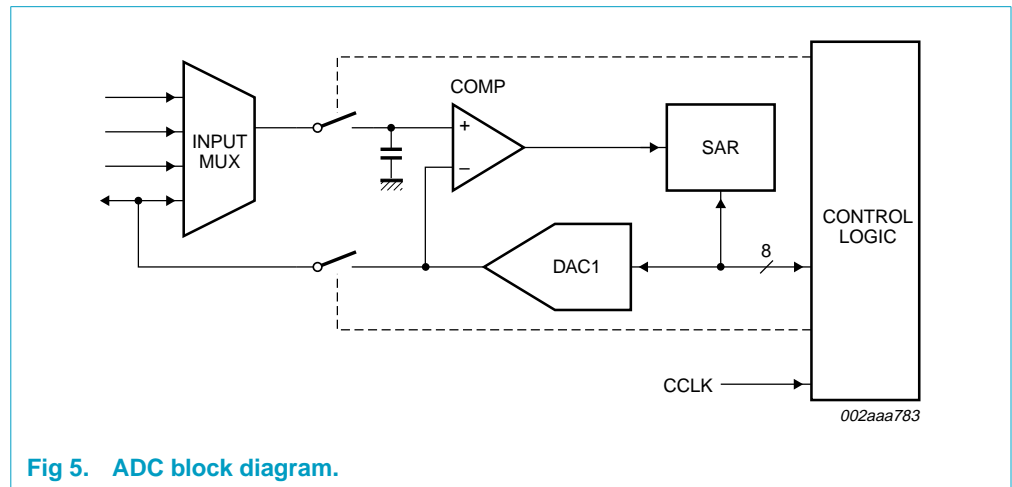 COMP
INPUT
MUX
+
–
SAR
CONTROL
LOGIC
8
DAC1
CCLK
002aaa783
Fig 5. ADC block diagram.